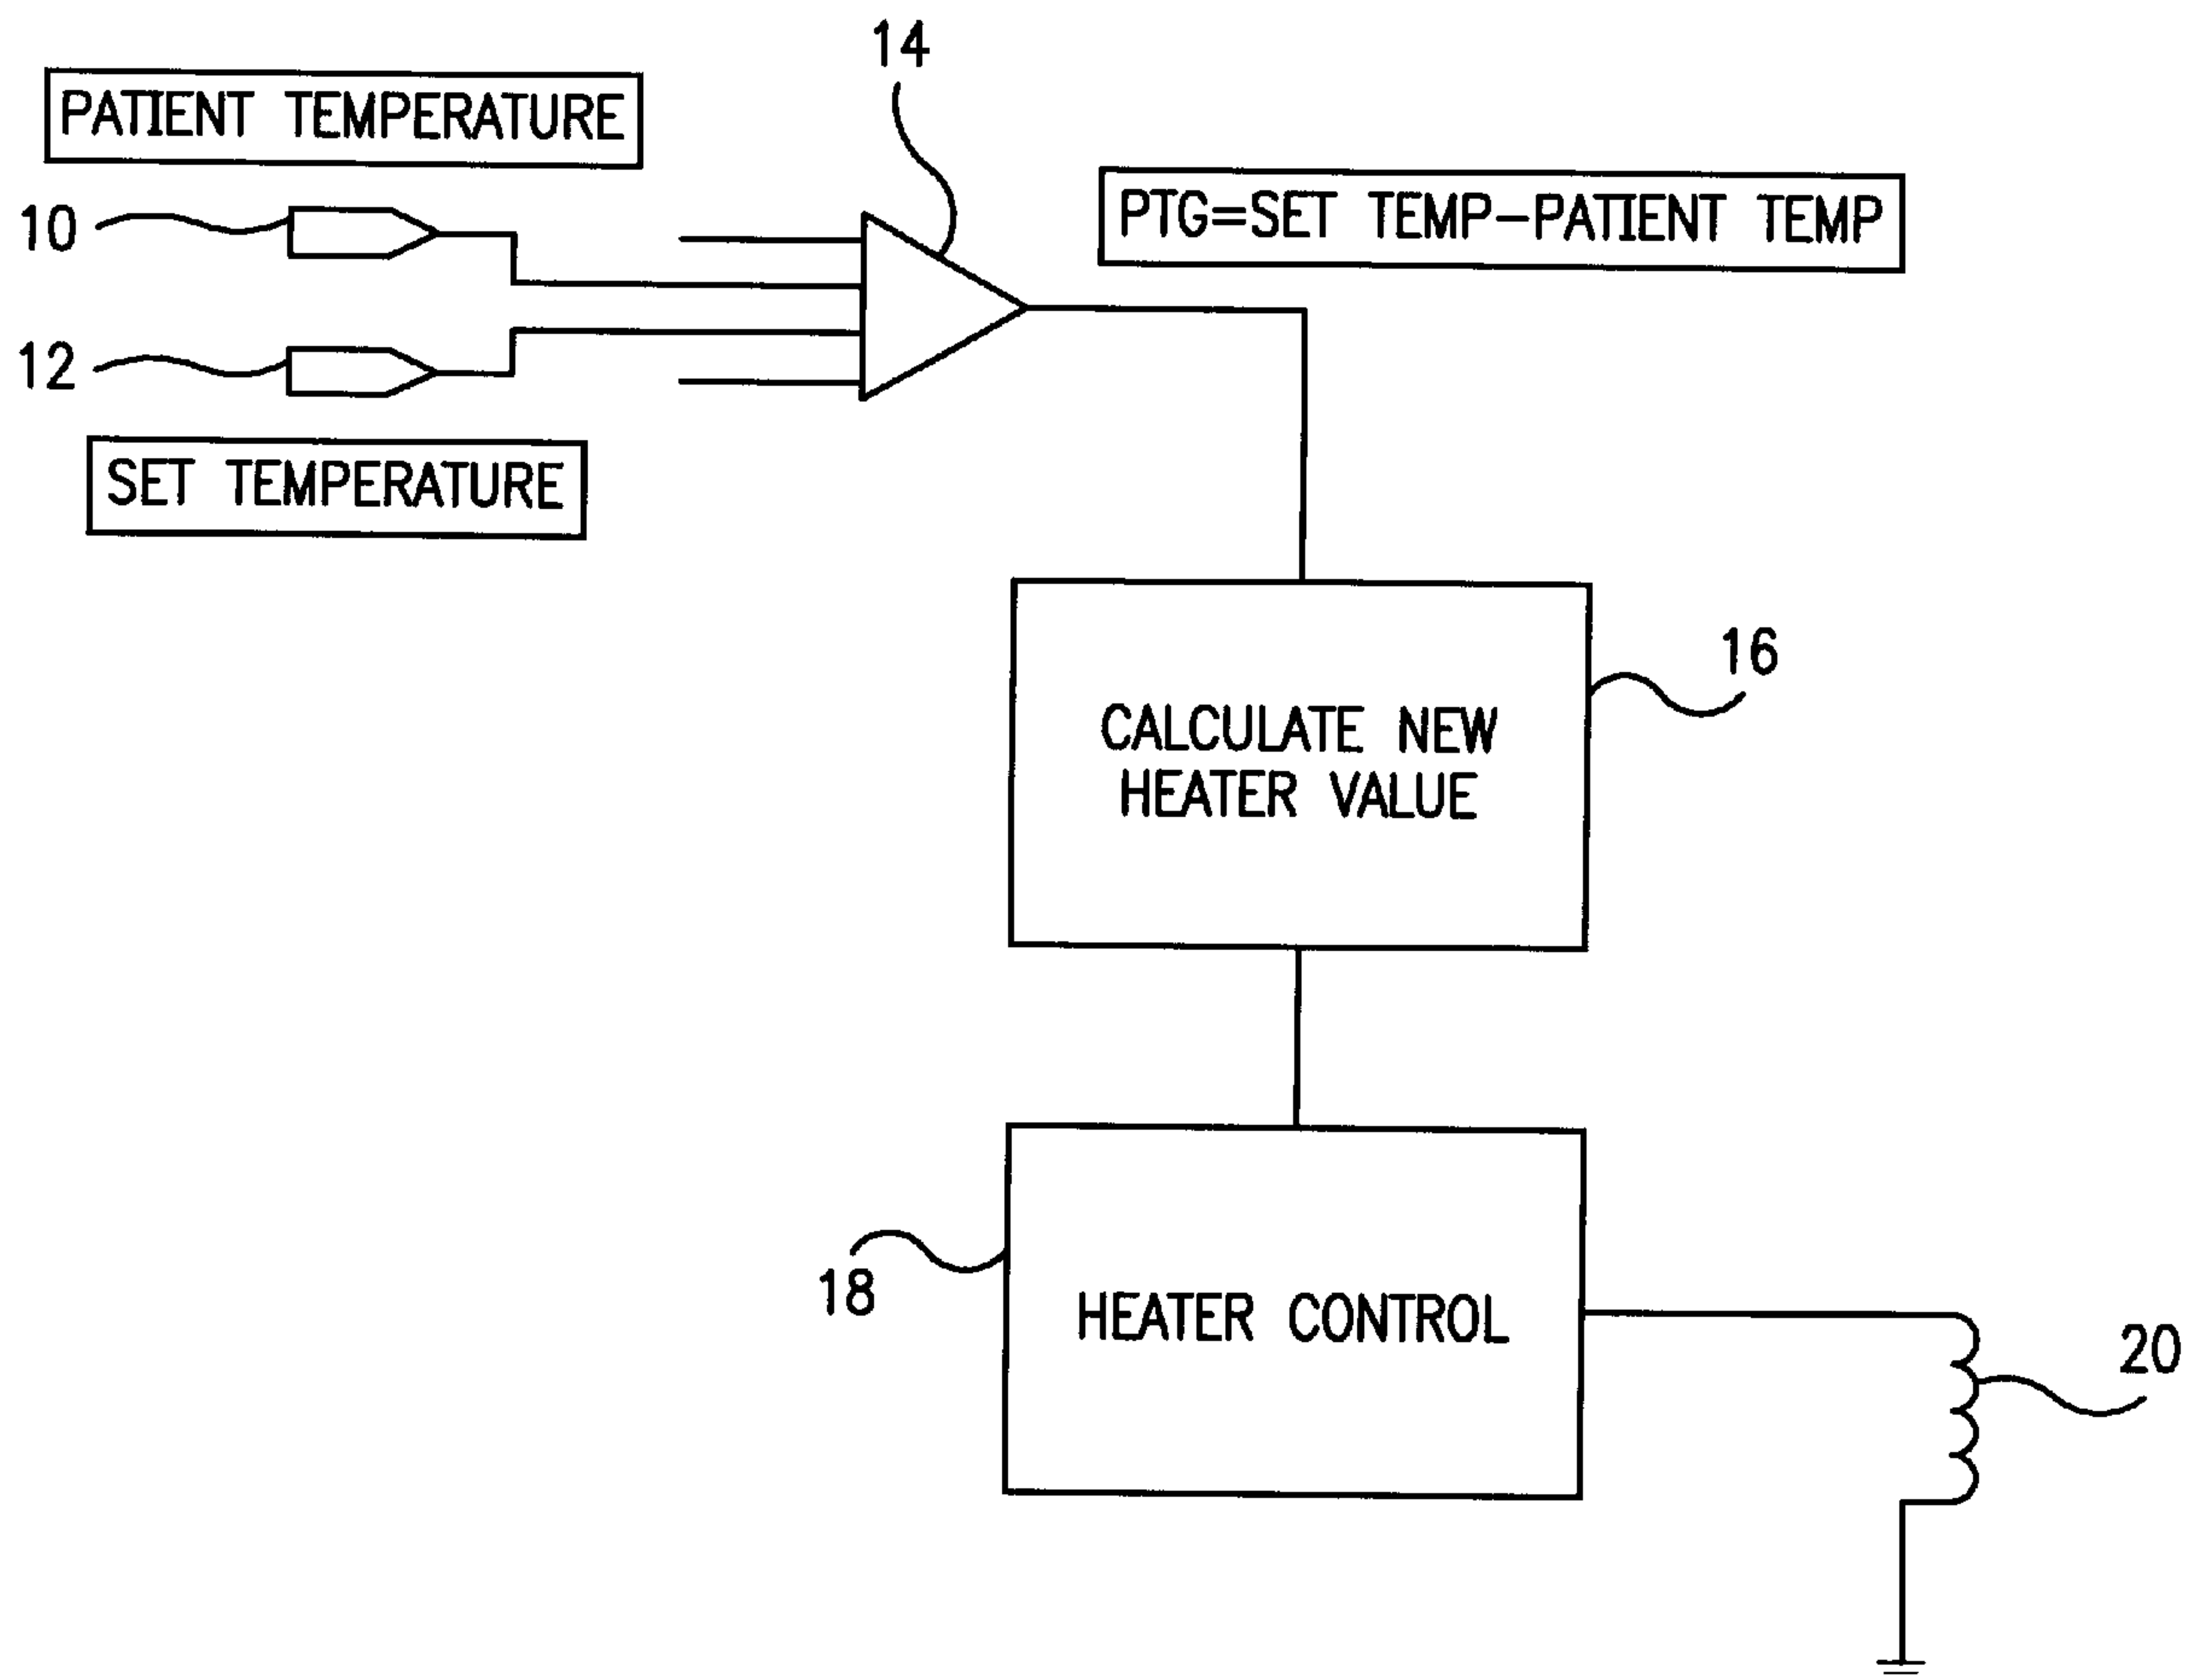 14
PATIENT TEMPERATURE
PTG=SET TEMP-PATIENT TEMP
10
12
SET TEMPERATURE
16
CALCULATE NEW
HEATER VALUE
18
HEATER CONTROL
20